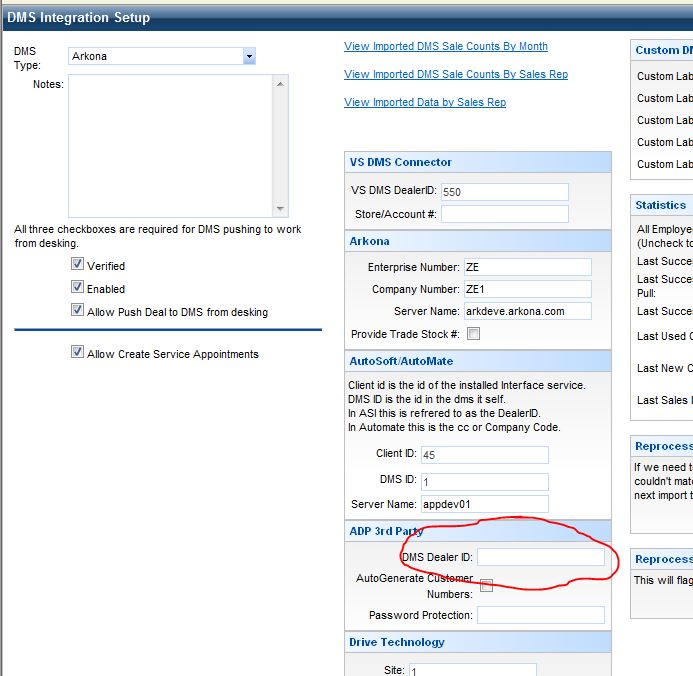 DMS Integration Setup
DMS
Type:
Arkona
Notes:
All three checkboxes are required for DMS pushing to work
from desking.
Verified
Enabled
Allow Push Deal to DMS from desking
Allow Create Service Appointments
View Imported DMS Sale Counts By Month
View Imported DMS Sale Counts By Sales Rep
View Imported Data by Sales Rep
VS DMS Connector
VS DMS DealerID: 550
Store/Account #:
Arkona
Enterprise Number: ZE
Company Number: ZE1
Server Name: arkdeve.arkona.com
Provide Trade Stock #:
AutoSoft/AutoMate
Client id is the id of the installed Interface service.
DMS ID is the id in the dms it self.
In ASI this is refrered to as the DealerID.
In Automate this is the cc or Company Code.
Client ID: 45
DMS ID: 1
Server Name: appdev01
ADP 3rd Party
DMS Dealer ID:
AutoGenerate Customer
Numbers:
Password Protection:
Drive Technology
Site: 1
Custom DM
Custom Lab
Custom Lab
Custom Lab
Custom Lab
Custom Lab
Statistics
All Employe
(Uncheck to
Last Succes
Last Succes
Pull:
Last Succes
Last Used C
Last New C
Last Sales I
Reprocess
If we need t
couldn't mat
next import t
Reprocess
This will flag